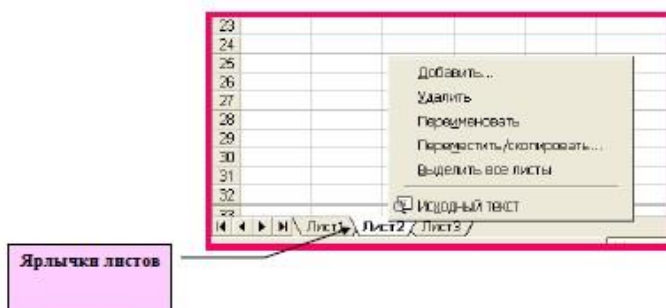 23
24
25
26
27
28
29
30
31
32
33
Добавить...
Удалить
Переименовать
Переместить/скопировать...
Выделить все листы
Исходный текст
Лист1 Лист2 Лист3
Ярлычки листов